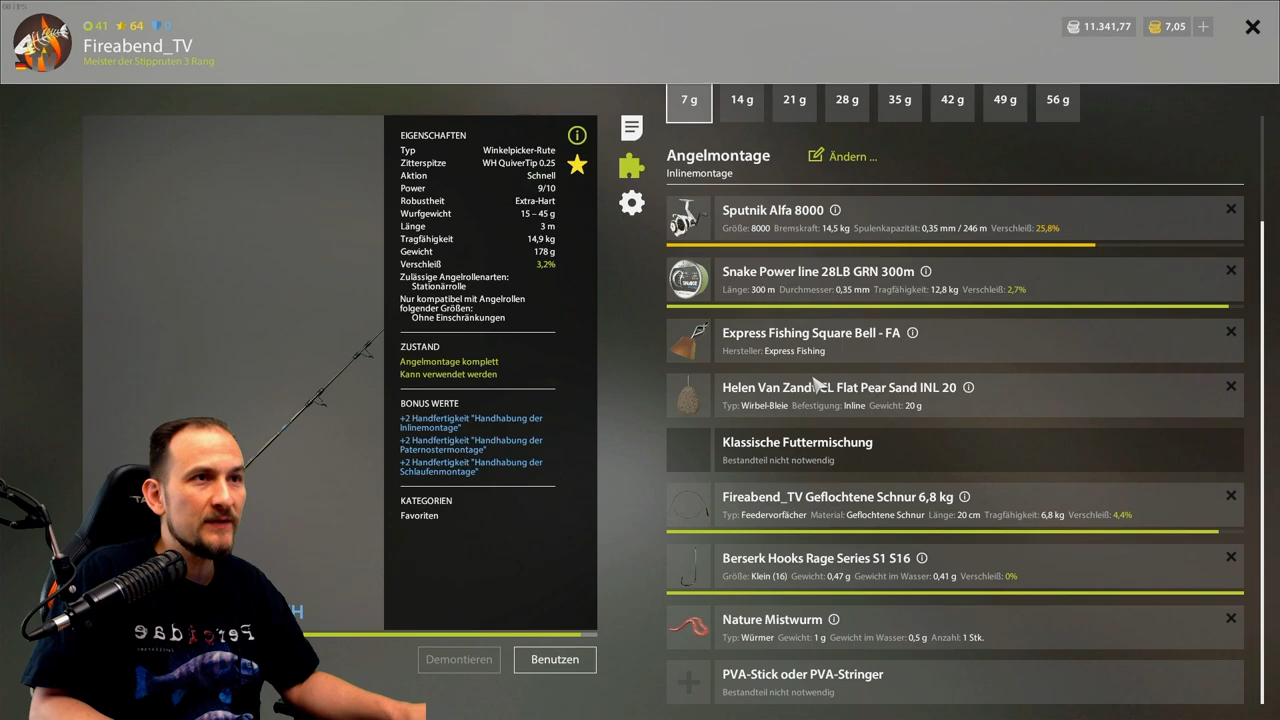 41 64 0
Fireabend_TV
Meister der Stippruten 3 Rang
11.341,77
7,05
EIGENSCHAFTEN
Typ Winkelpicker-Rute
Zitterspitze WH QuiverTip 0.25
Aktion Schnell
Power 9/10
Robustheit Extra-Hart
Wurfgewicht 15 – 45 g
Länge 3 m
Tragfähigkeit 14,9 kg
Gewicht 178 g
Verschleiß 3,2%
Zulässige Angelrollenarten:
Stationärrolle
Nur kompatibel mit Angelrollen
folgender Größen:
Ohne Einschränkungen
ZUSTAND
Angelmontage komplett
Kann verwendet werden
BONUS WERTE
+2 Handfertigkeit "Handhabung der
Inlinemontage"
+2 Handfertigkeit "Handhabung der
Paternostermontage"
+2 Handfertigkeit "Handhabung der
Schlaufenmontage"
KATEGORIEN
Favoriten
H
Demontieren
Benutzen
7 g 14 g 21 g 28 g 35 g 42 g 49 g 56 g
Angelmontage
Ändern ...
Inlinemontage
Sputnik Alfa 8000
Größe: 8000 Bremskraft: 14,5 kg Spulenkapazität: 0,35 mm / 246 m Verschleiß: 25,8%
Snake Power line 28LB GRN 300m
Länge: 300 m Durchmesser: 0,35 mm Tragfähigkeit: 12,8 kg Verschleiß: 2,7%
Express Fishing Square Bell - FA
Hersteller: Express Fishing
Helen Van Flat Pear Sand INL 20
Typ: Wirbel-Bleie Befestigung: Inline Gewicht: 20 g
Klassische Futtermischung
Bestandteil nicht notwendig
Fireabend_TV Geflochtene Schnur 6,8 kg
Typ: Feedervorfächer Material: Geflochtene Schnur Länge: 20 cm Tragfähigkeit: 6,8 kg Verschleiß: 4,4%
Berserk Hooks Rage Series S1 S16
Größe: Klein (16) Gewicht: 0,47 g Gewicht im Wasser: 0,41 g Verschleiß: 0%
Nature Mistwurm
Typ: Würmer Gewicht: 1 g Gewicht im Wasser: 0,5 g Anzahl: 1 Stk.
PVA-Stick oder PVA-Stringer
Bestandteil nicht notwendig